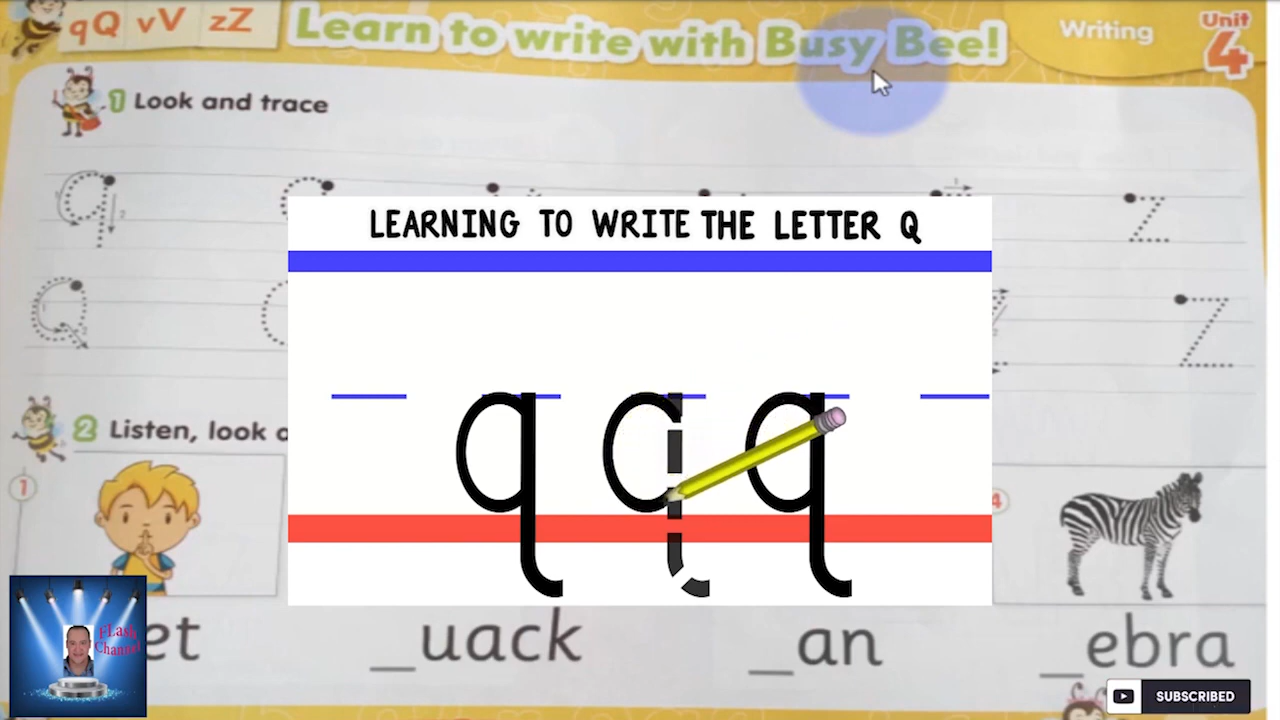 qQ vV zZ
Learn to write with Busy Bee!
Writing
Unit
4
1 Look and trace
q
z
Q
Z
LEARNING TO WRITE THE LETTER Q
q q q
2 Listen, look
1
4
et
_uack
_an
_ebra
FLash
Channel
SUBSCRIBED